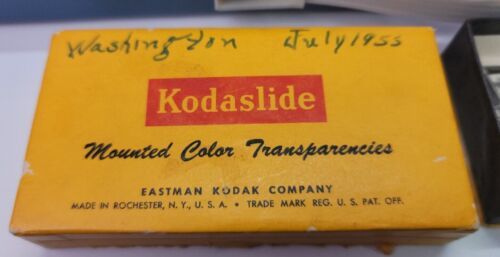 Washington July 1955
Kodaslide
Mounted Color Transparencies
EASTMAN KODAK COMPANY
MADE IN ROCHESTER, N. Y., U. S. A. • TRADE MARK REG. U. S. PAT. OFF.